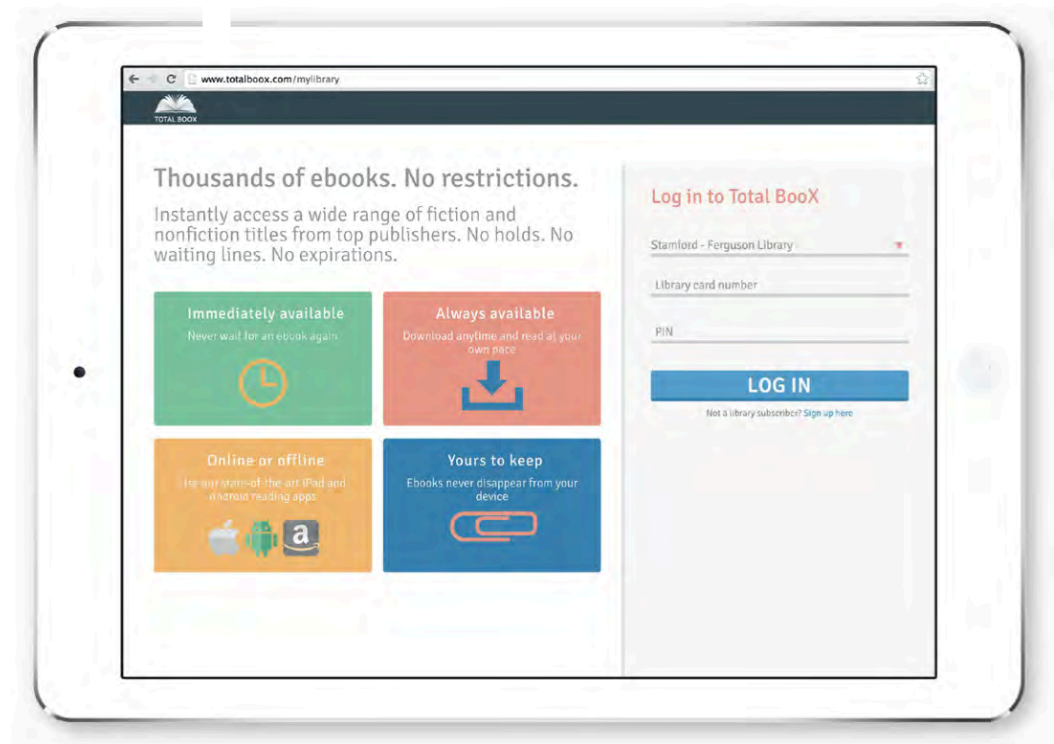 www.totalboox.com/mylibrary
TOTAL BOOX
Thousands of ebooks. No restrictions.
Instantly access a wide range of fiction and
nonfiction titles from top publishers. No holds. No
waiting lines. No expirations.
Immediately available
Never wait for an ebook again
Always available
Download anytime and read at your
own pace
Online or offline
Use our state-of-the-art iPad and
Android reading apps
a
Yours to keep
Ebooks never disappear from your
device
Log in to Total BooX
Stamford - Ferguson Library
Library card number
PIN
LOG IN
Not a library subscriber? Sign up here